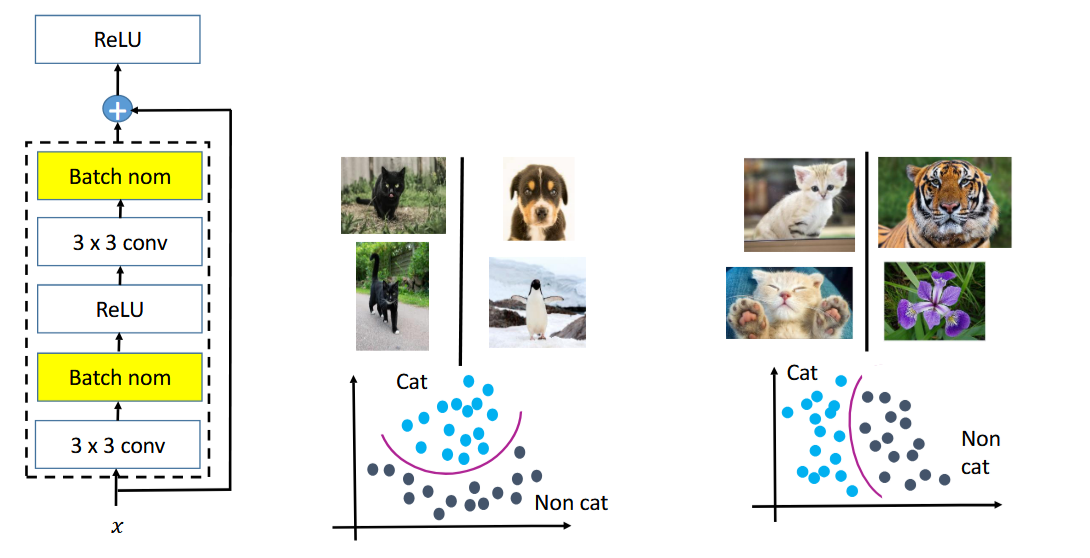 ReLU
+
Batch nom
3 x 3 conv
ReLU
Batch nom
3 x 3 conv
x
Cat
Non cat
Cat
Non
cat